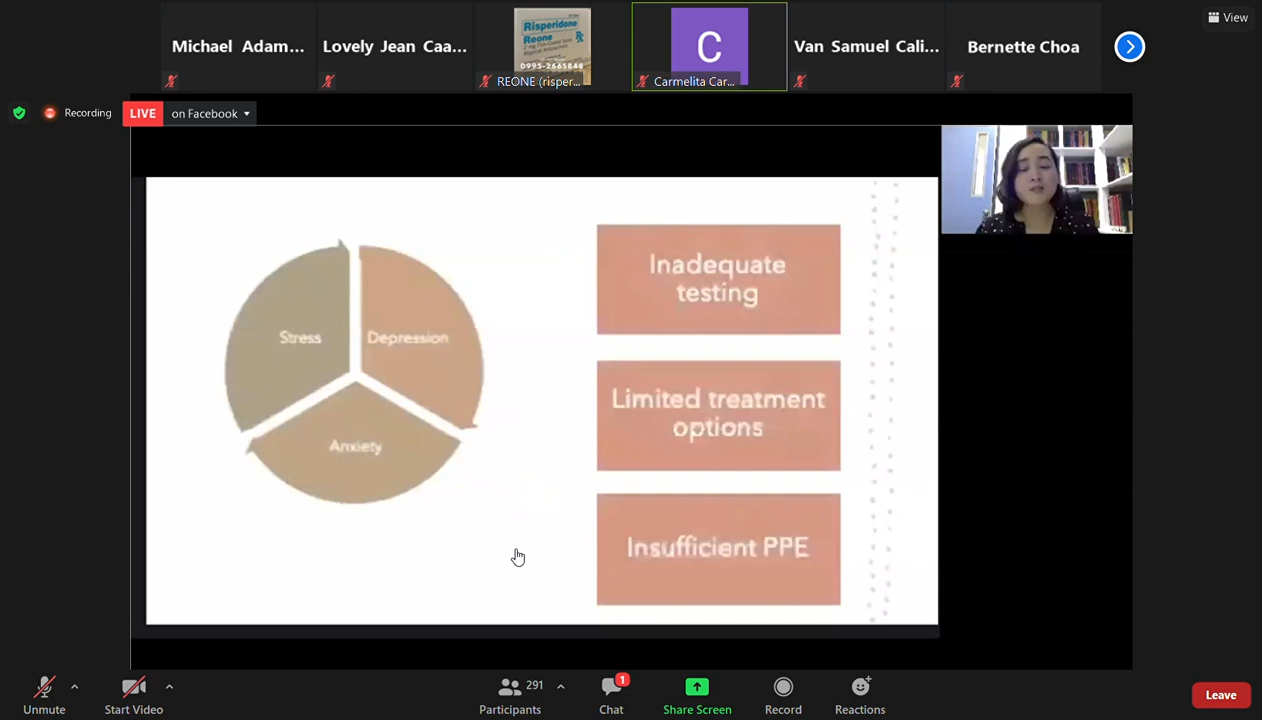 Michael Adam...
Lovely Jean Caa...
Risperidone
Reone
0995-2665848
REONE (risper...
C
Carmelita Car...
Van Samuel Cali...
Bernette Choa
View
Recording
LIVE
on Facebook
Stress
Depression
Anxiety
Inadequate
testing
Limited treatment
options
Insufficient PPE
Unmute
Start Video
291
Participants
1
Chat
Share Screen
Record
Reactions
Leave